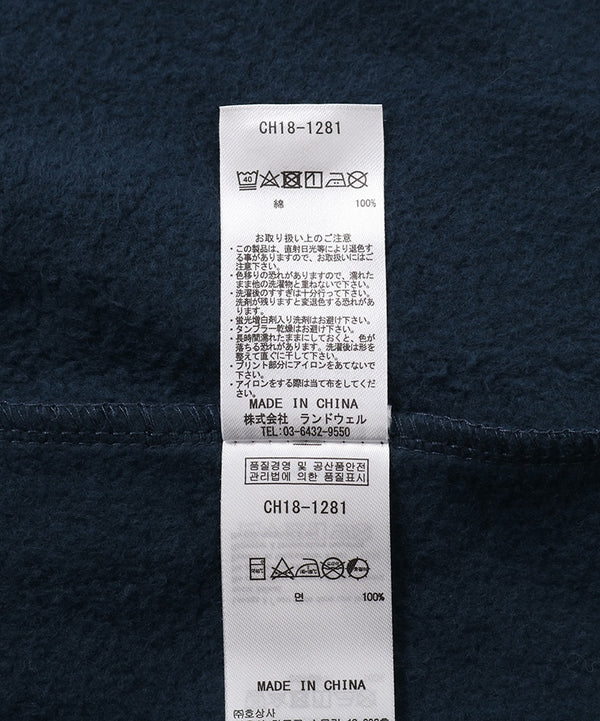 CH18-1281
40
綿 100%
お取り扱い上のご注意
・この製品は、直射日光等により退色す
る事がありますので、お取扱いにはご
注意下さい。
・色移りの恐れがありますので、濡れた
まま他の洗濯物と重ねないで下さい。
・洗濯後のすすぎは十分行って下さい。
洗剤が残りますと変退色する恐れがあ
ります。
・蛍光増白剤入り洗剤はお避け下さい。
・タンブラー乾燥はお避け下さい。
・長時間濡れたままにしておくと、色が
落ちる恐れがあります。洗濯後は形を
整えて直ぐに干して下さい。
・プリント部分にアイロンをあてないで
下さい。
・アイロンをする際は当て布をしてくだ
さい。
MADE IN CHINA
株式会社 ランドウェル
TEL:03-6432-9550
품질경영 및 공산품안전
관리법에 의한 품질표시
CH18-1281
면 100%
MADE IN CHINA
㈜호상사